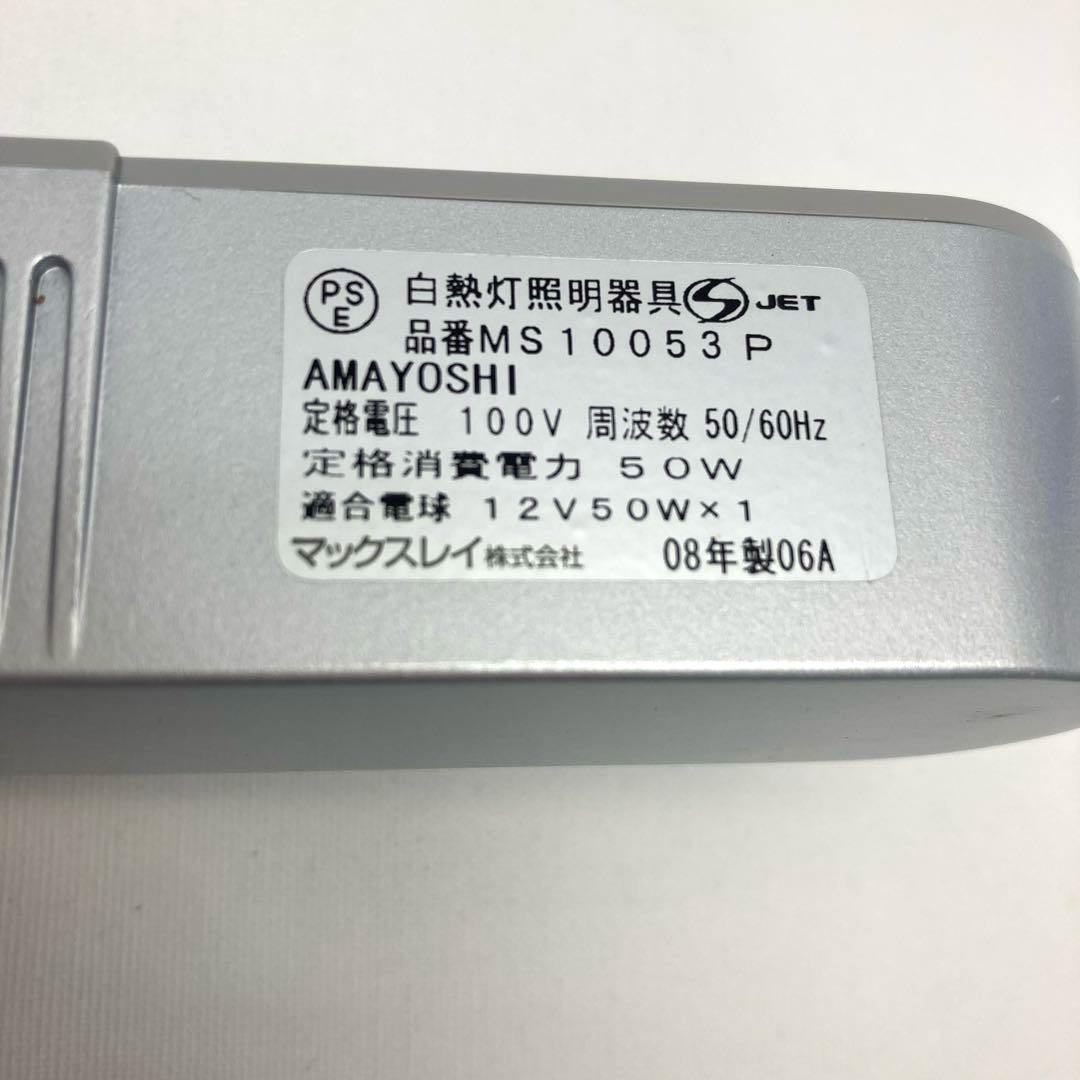 PSE 白熱灯照明器具 S JET
品番MS10053P
AMAYOSHI
定格電圧 100V 周波数 50/60Hz
定格消費電力 50W
適合電球 12V50W×1
マックスレイ株式会社 08年製06A